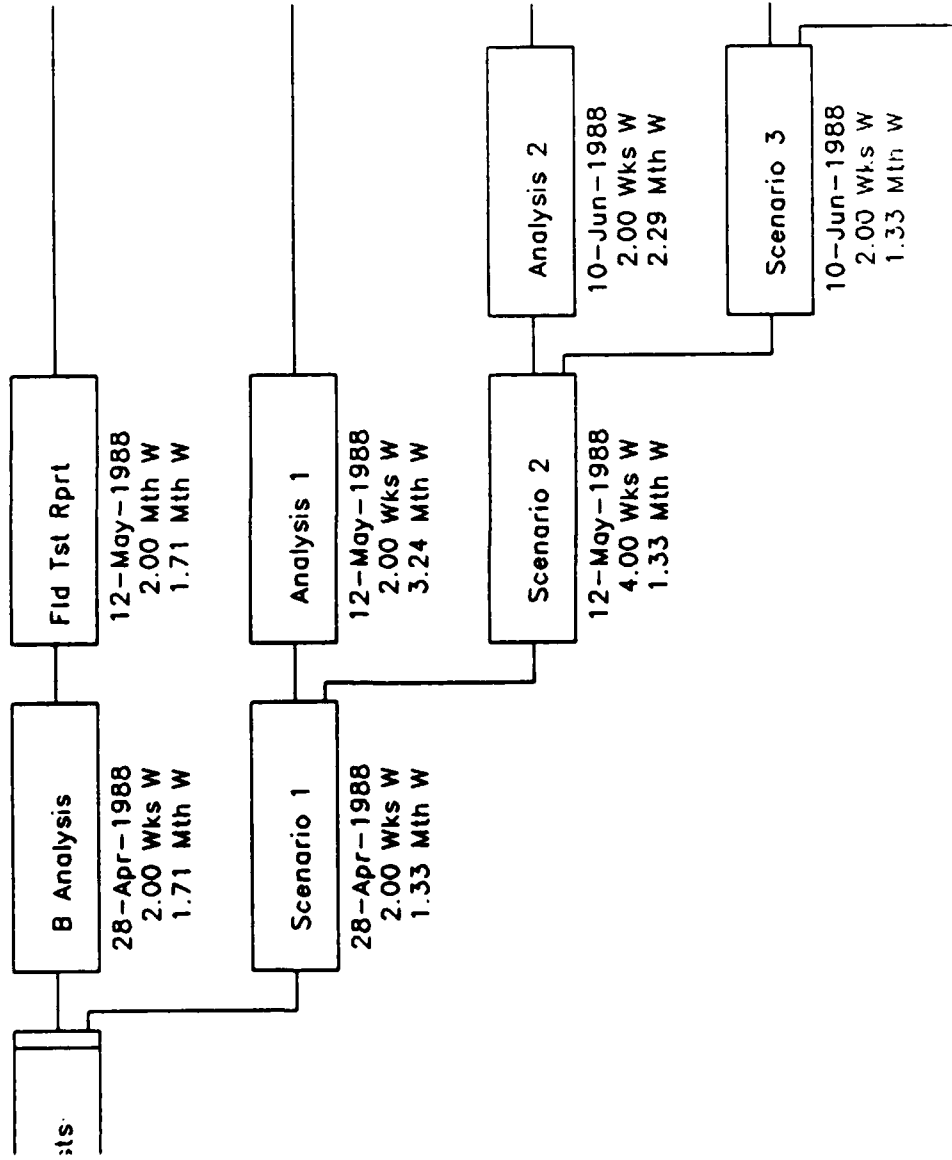 sts
B Analysis
28-Apr-1988
2.00 Wks W
1.71 Mth W
Fld Tst Rprt
12-May-1988
2.00 Mth W
1.71 Mth W
Scenario 1
28-Apr-1988
2.00 Wks W
1.33 Mth W
Analysis 1
12-May-1988
2.00 Wks W
3.24 Mth W
Scenario 2
12-May-1988
4.00 Wks W
1.33 Mth W
Analysis 2
10-Jun-1988
2.00 Wks W
2.29 Mth W
Scenario 3
10-Jun-1988
2.00 Wks W
1.33 Mth W